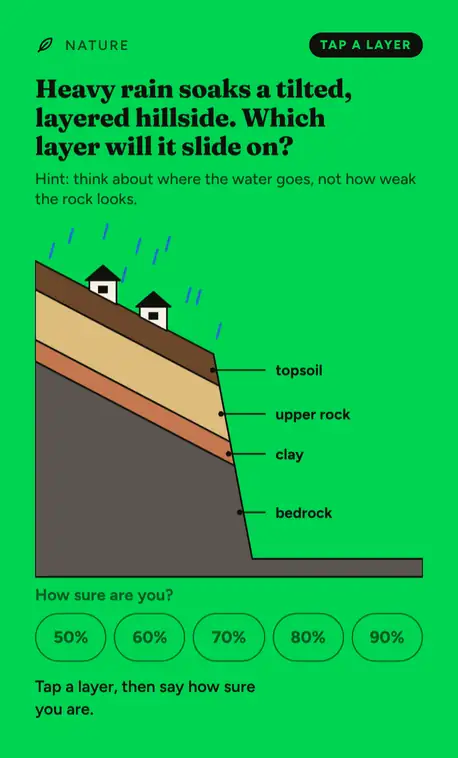 NATURE
TAP A LAYER
Heavy rain soaks a tilted,
layered hillside. Which
layer will it slide on?
Hint: think about where the water goes, not how weak
the rock looks.
topsoil
upper rock
clay
bedrock
How sure are you?
50% 60% 70% 80% 90%
Tap a layer, then say how sure
you are.